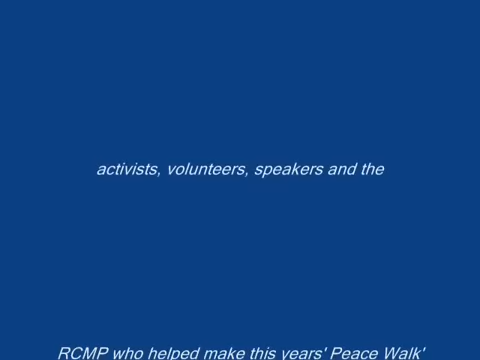 activists, volunteers, speakers and the
RCMP who helped make this years' Peace Walk'